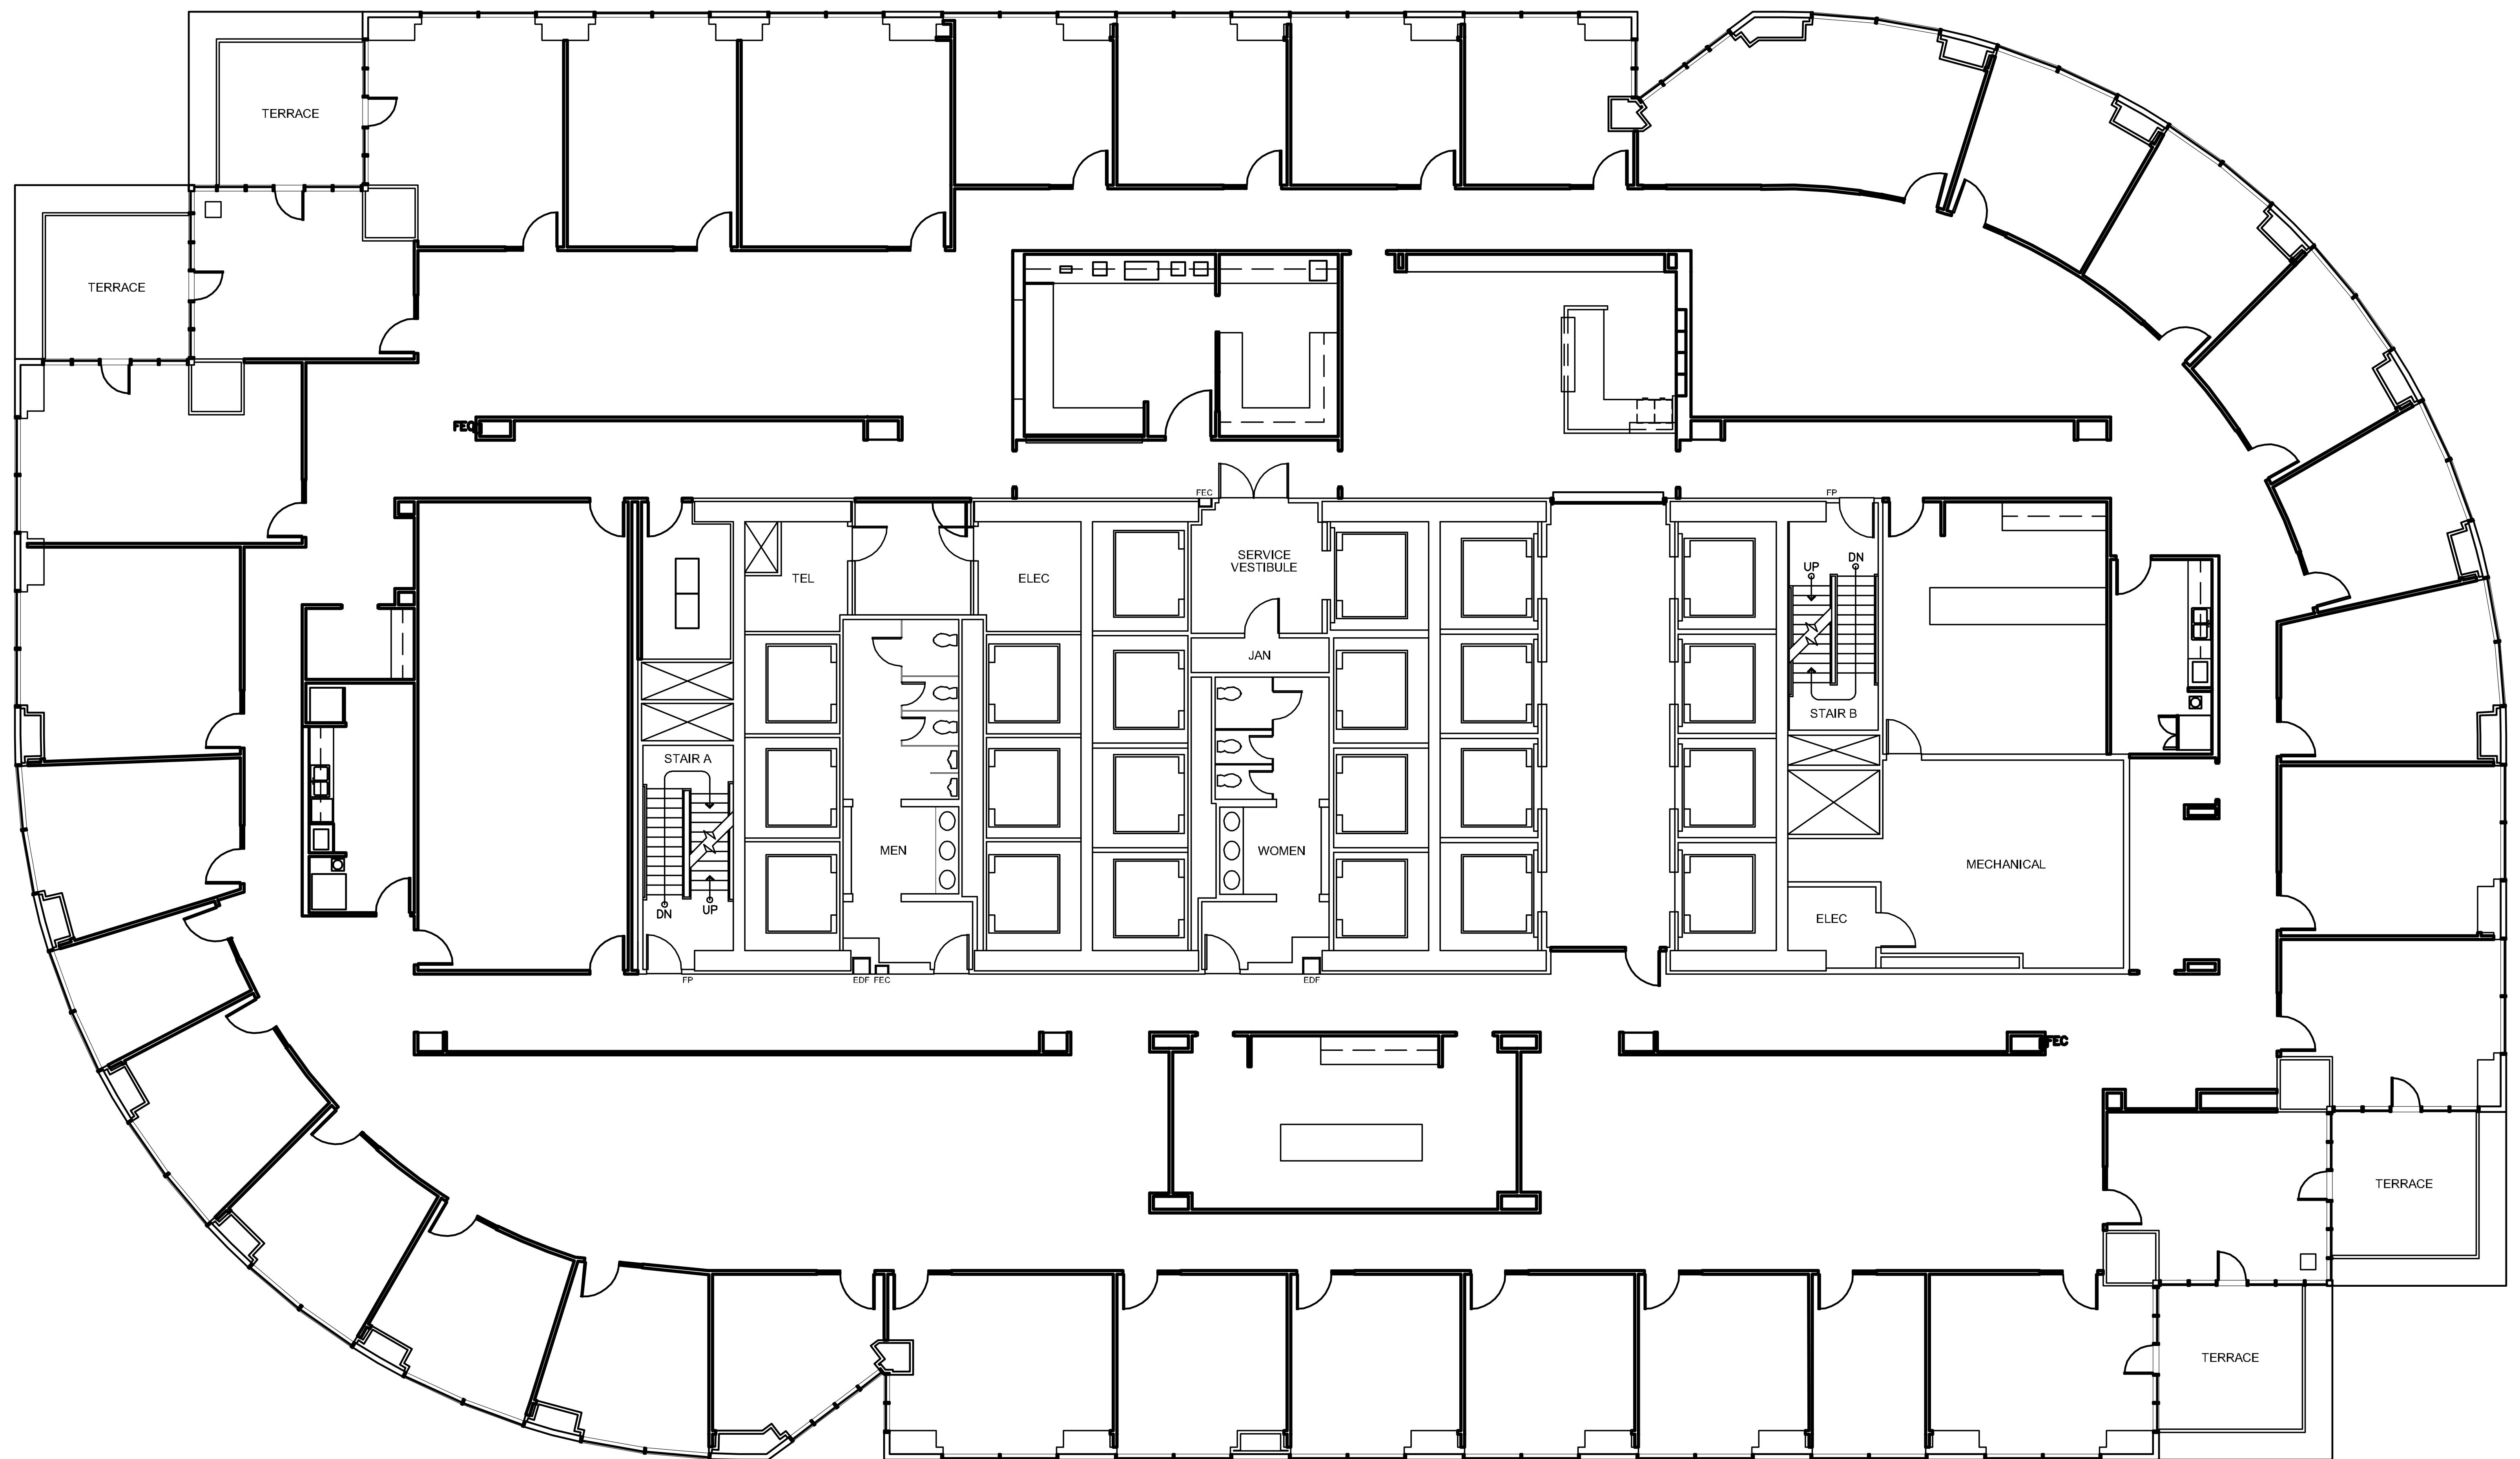 TERRACE
TERRACE
FEC
FEC
FP
SERVICE
VESTIBULE
TEL
ELEC
UP
DN
JAN
STAIR B
STAIR A
MEN
WOMEN
MECHANICAL
DN
UP
ELEC
FP
EDF
FEC
EDF
FEC
TERRACE
TERRACE